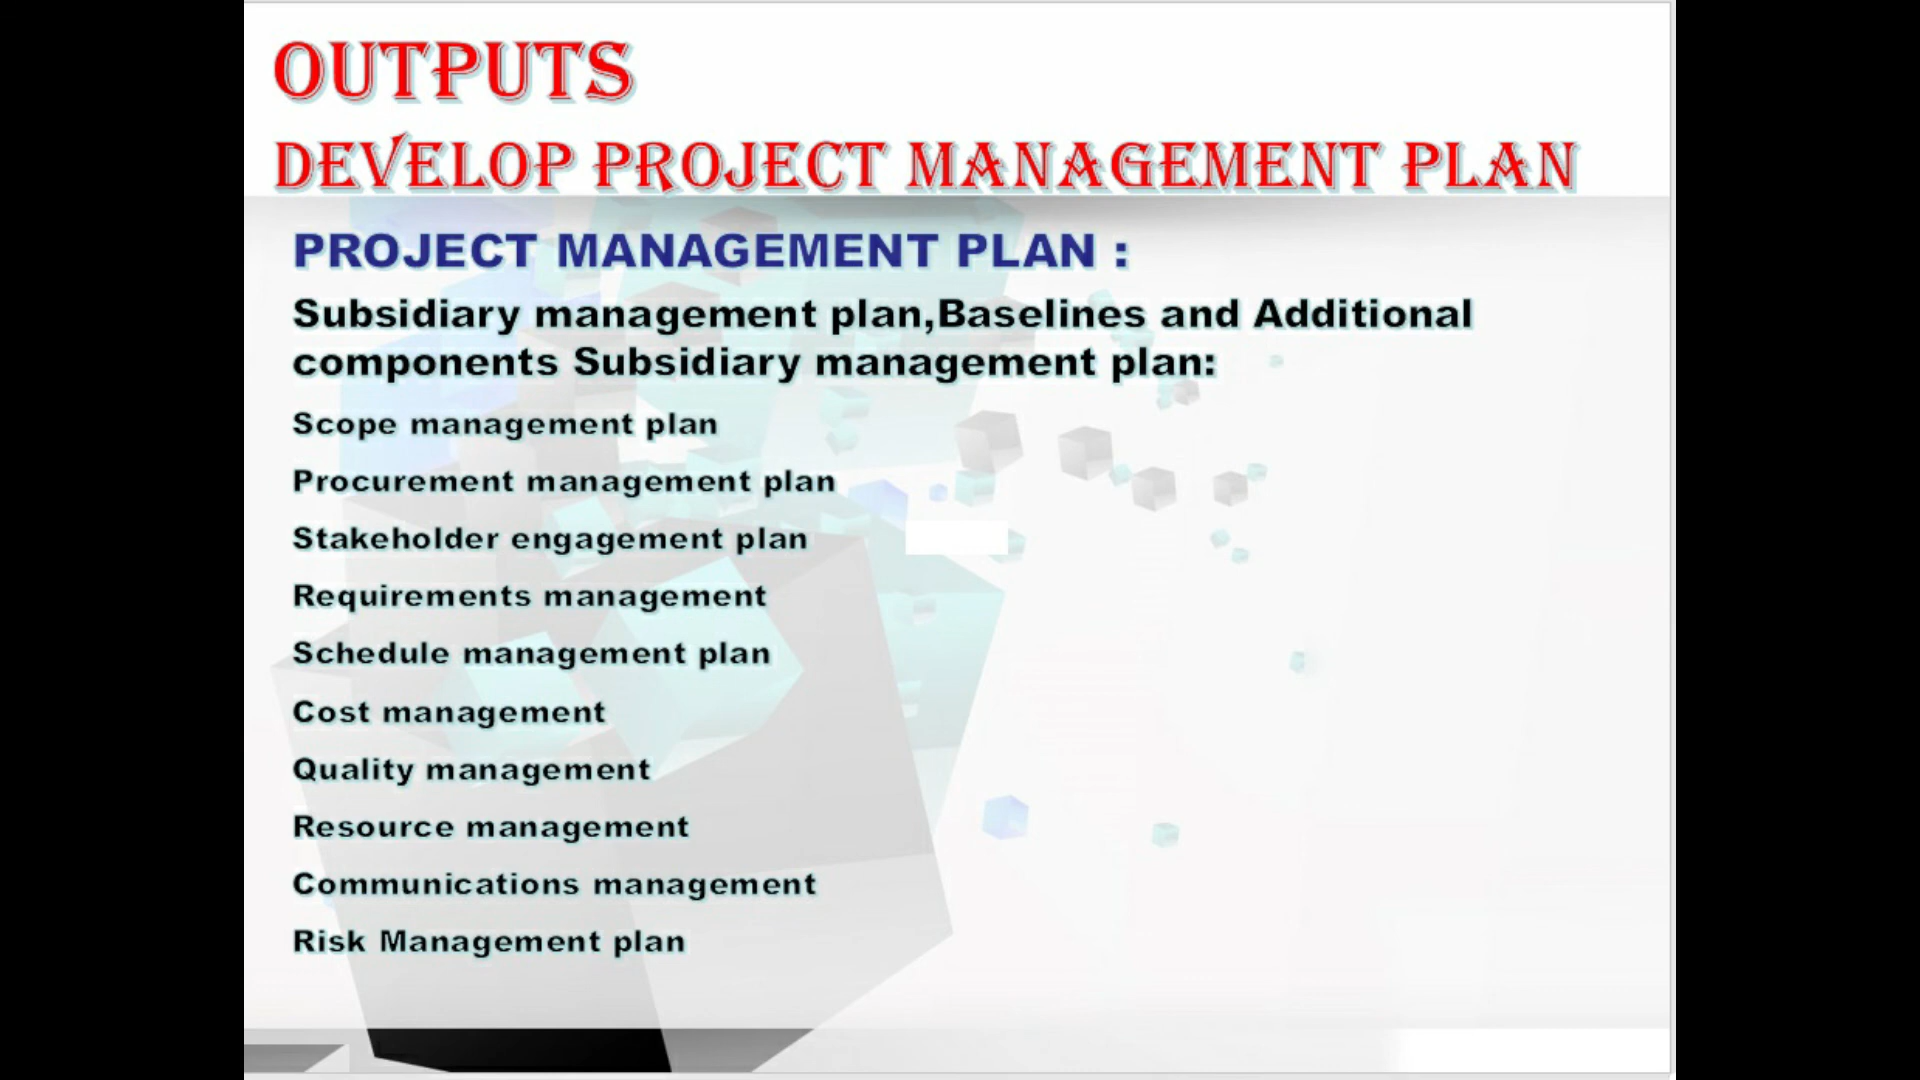 OUTPUTS
DEVELOP PROJECT MANAGEMENT PLAN
PROJECT MANAGEMENT PLAN :
Subsidiary management plan,Baselines and Additional
components Subsidiary management plan:
Scope management plan
Procurement management plan
Stakeholder engagement plan
Requirements management
Schedule management plan
Cost management
Quality management
Resource management
Communications management
Risk Management plan